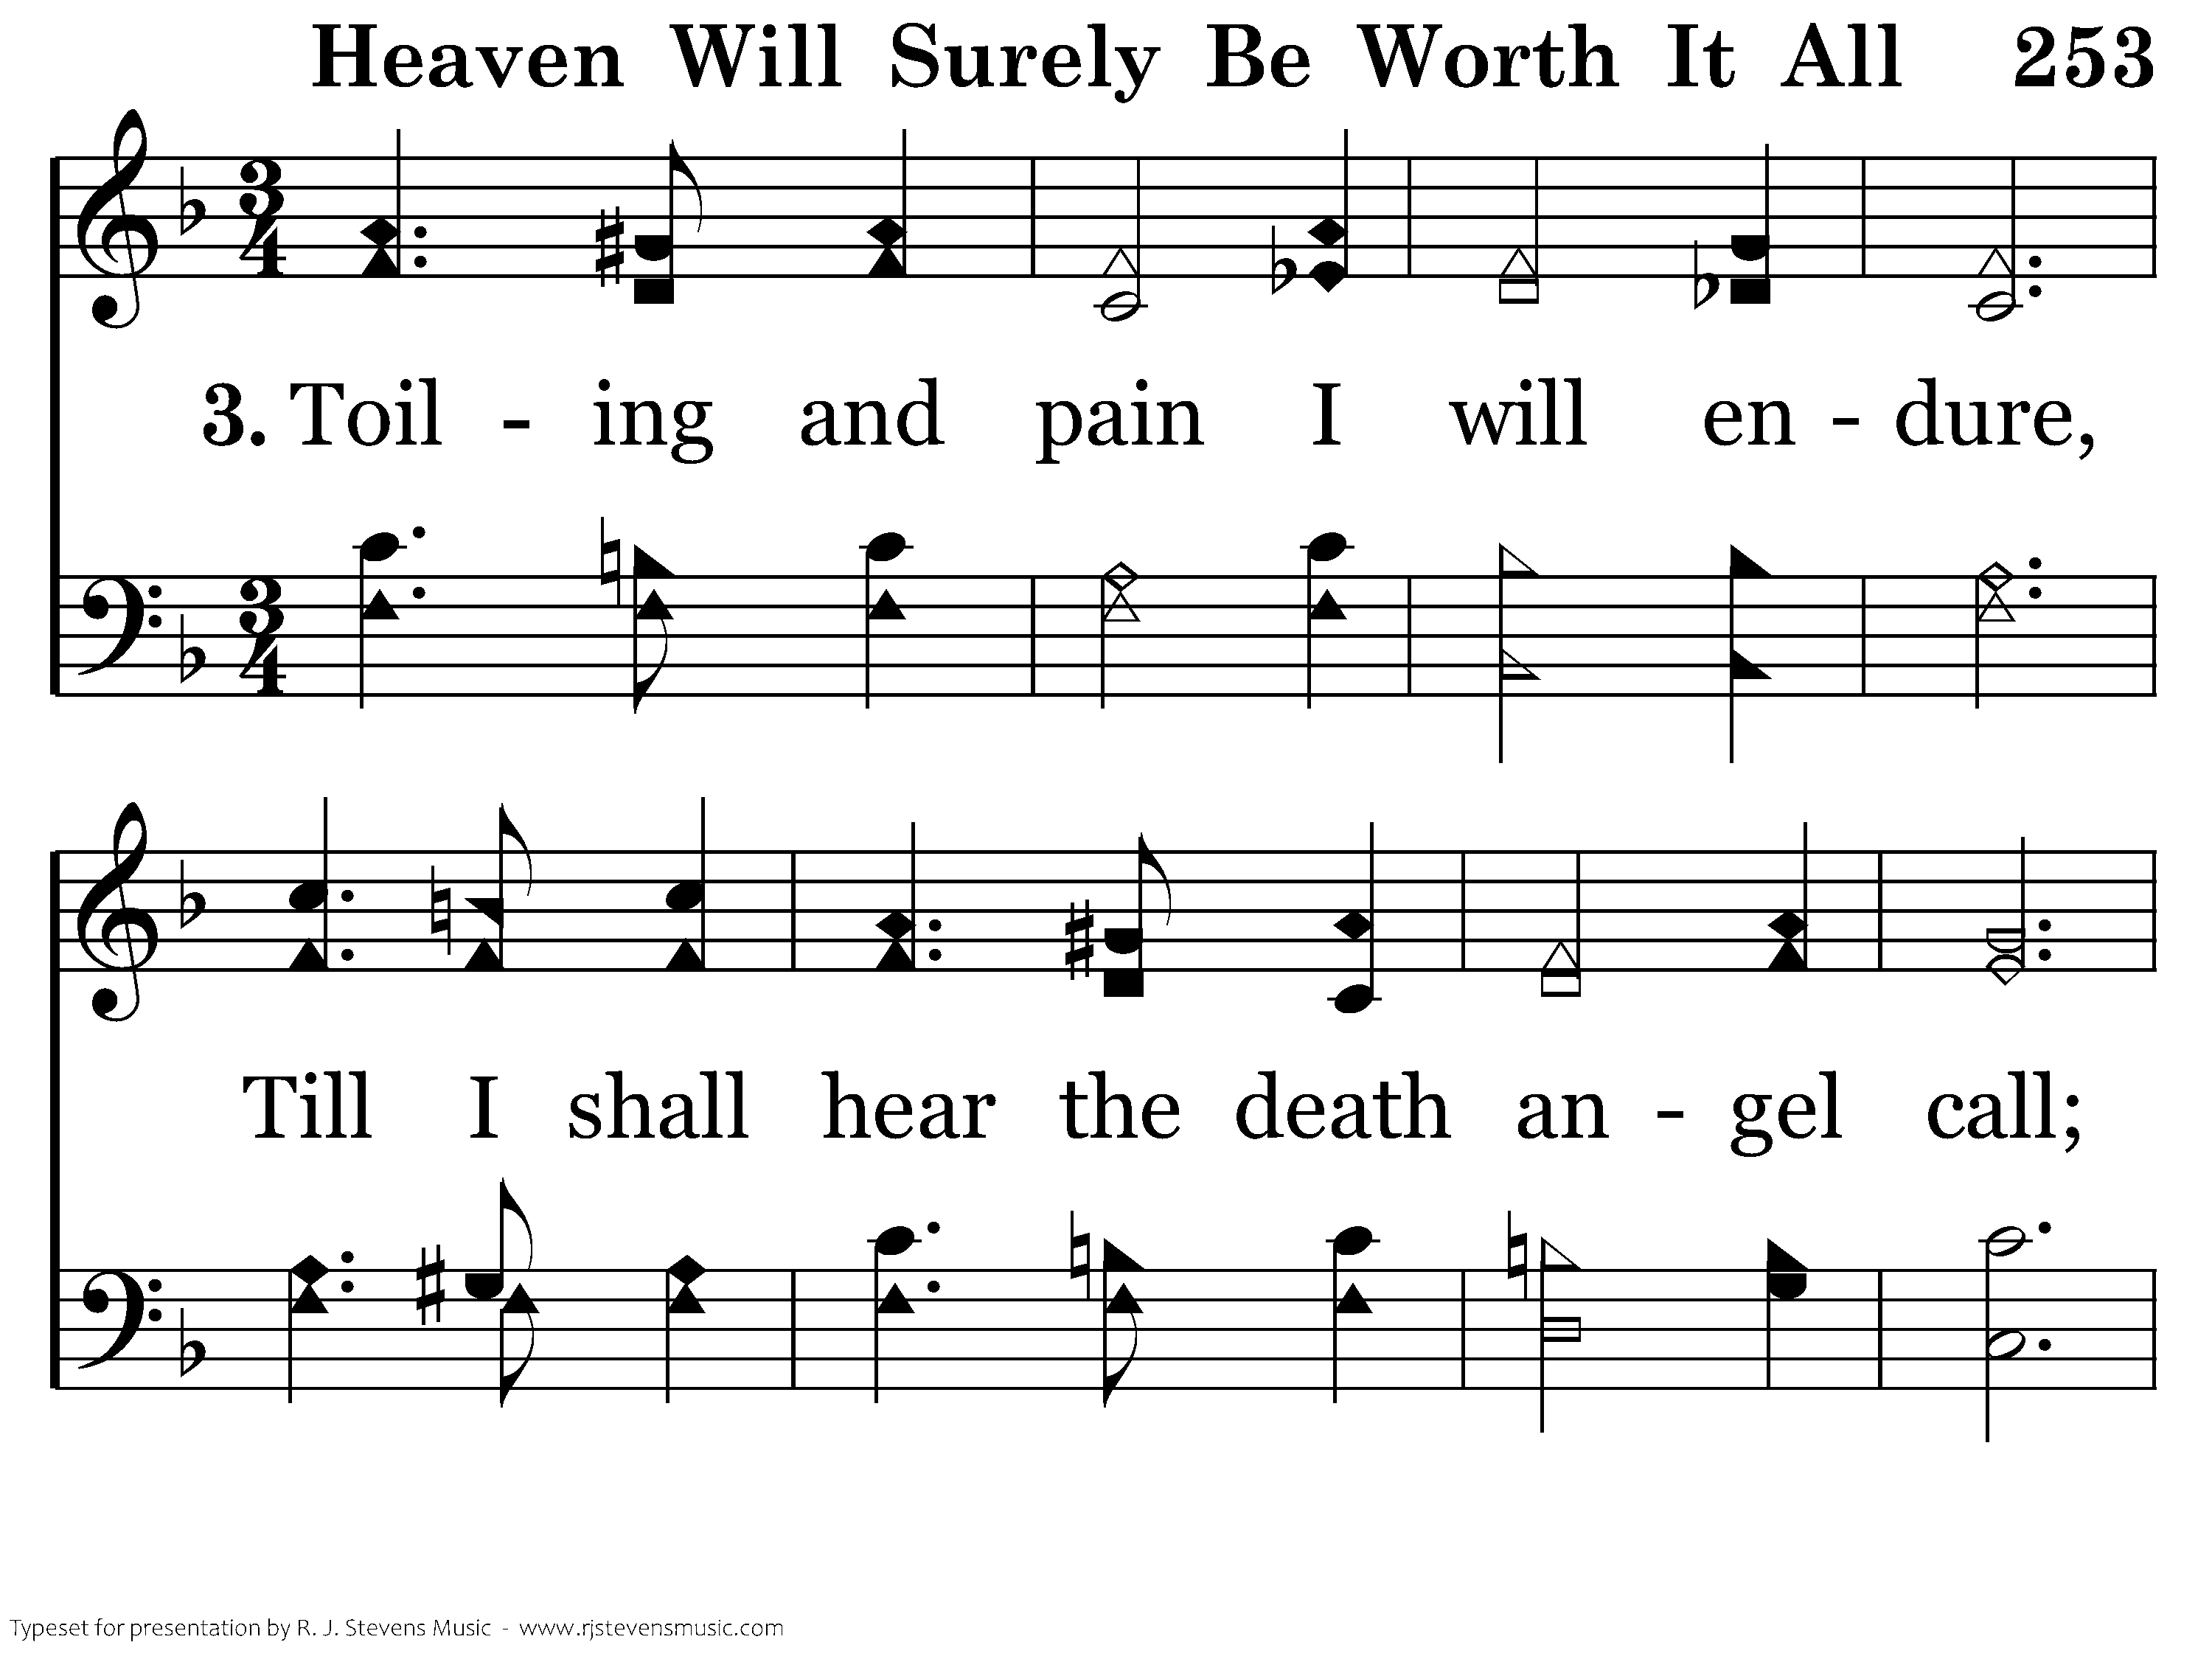 Heaven Will Surely Be Worth It All 253
3. Toil - ing and pain I will en - dure,
Till I shall hear the death an - gel call;
Typeset for presentation by R. J. Stevens Music - www.rjstevensmusic.com